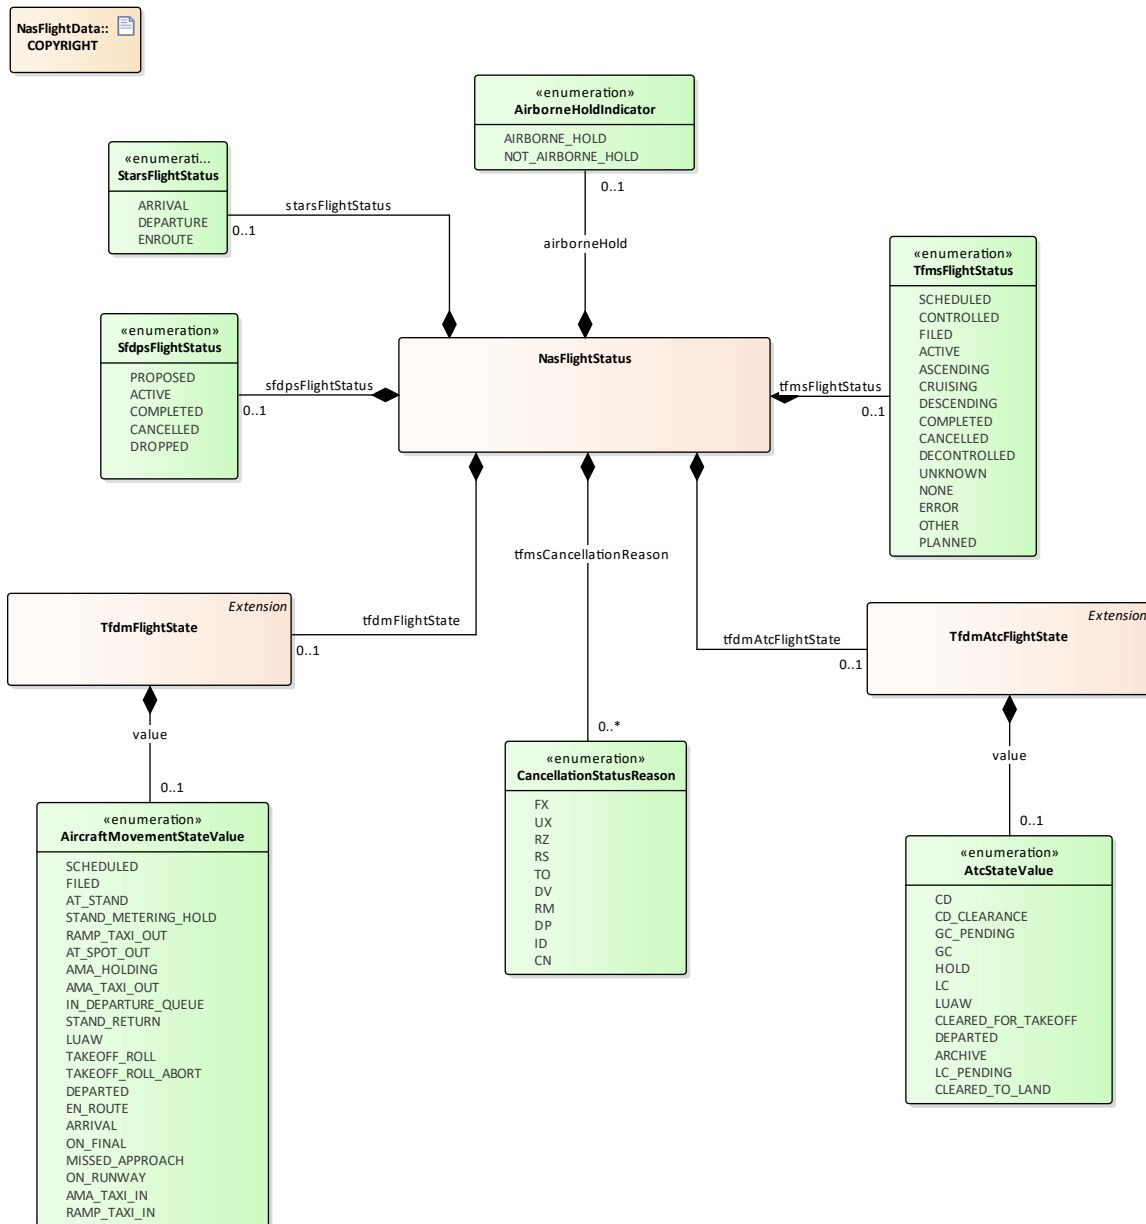 NasFlightData::
COPYRIGHT
«enumeration»
AirborneHoldIndicator
AIRBORNE_HOLD
NOT_AIRBORNE_HOLD
0..1
airborneHold
«enumerati...
StarsFlightStatus
ARRIVAL
DEPARTURE
ENROUTE
starsFlightStatus
0..1
«enumeration»
TfmsFlightStatus
SCHEDULED
CONTROLLED
FILED
ACTIVE
ASCENDING
CRUISING
DESCENDING
COMPLETED
CANCELLED
DECONTROLLED
UNKNOWN
NONE
ERROR
OTHER
PLANNED
«enumeration»
SfdpsFlightStatus
PROPOSED
ACTIVE
COMPLETED
CANCELLED
DROPPED
sfdpsFlightStatus
0..1
NasFlightStatus
tfmsFlightStatus
0..1
tfmsCancellationReason
0..*
Extension
TfdmFlightState
tfdmFlightState
0..1
tfdmAtcFlightState
0..1
Extension
TfdmAtcFlightState
value
0..1
value
0..1
«enumeration»
AircraftMovementStateValue
SCHEDULED
FILED
AT_STAND
STAND_METERING_HOLD
RAMP_TAXI_OUT
AT_SPOT_OUT
AMA_HOLDING
AMA_TAXI_OUT
IN_DEPARTURE_QUEUE
STAND_RETURN
LUAW
TAKEOFF_ROLL
TAKEOFF_ROLL_ABORT
DEPARTED
EN_ROUTE
ARRIVAL
ON_FINAL
MISSED_APPROACH
ON_RUNWAY
AMA_TAXI_IN
RAMP_TAXI_IN
«enumeration»
CancellationStatusReason
FX
UX
RZ
RS
TO
DV
RM
DP
ID
CN
«enumeration»
AtcStateValue
CD
CD_CLEARANCE
GC_PENDING
GC
HOLD
LC
LUAW
CLEARED_FOR_TAKEOFF
DEPARTED
ARCHIVE
LC_PENDING
CLEARED_TO_LAND